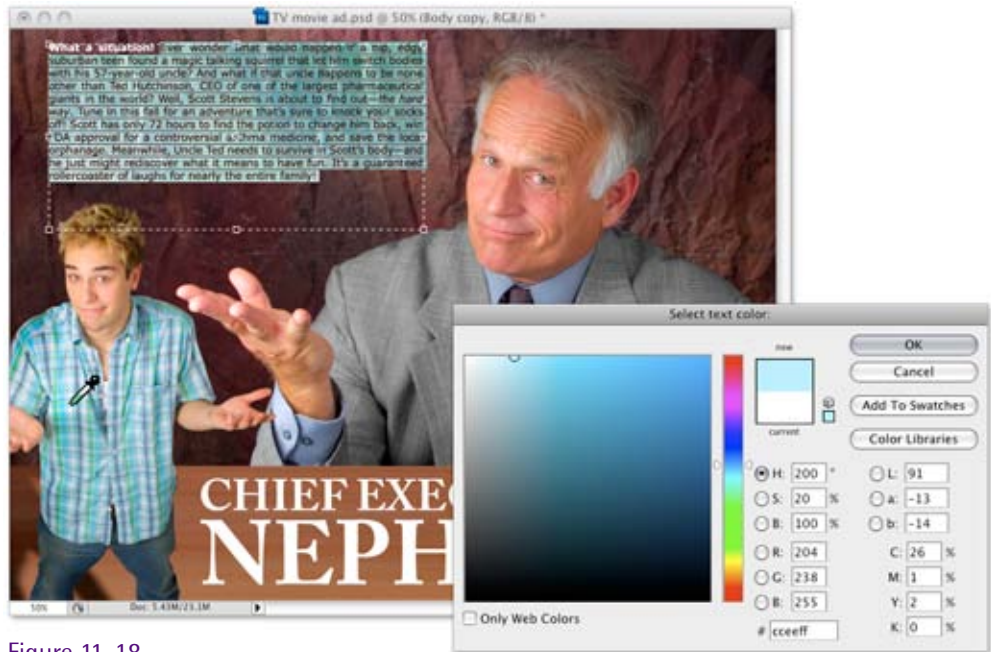 TV movie ad.psd @ 50% (Body copy, RGB/8) *
What a situation! Ever wonder what would happen if a hip, edgy
suburban teen found a magic talking squirrel that let him switch bodies
with his 57-year-old uncle? And what if that uncle happens to be none
other than Ted Hutchinson, CEO of one of the largest pharmaceutical
giants in the world? Well, Scott Stevens is about to find out—the hard
way. Tune in this fall for an adventure that's sure to knock your socks
off! Scott has only 72 hours to find the potion to change him back, win
FDA approval for a controversial asthma medicine, and save the local
orphanage. Meanwhile, Uncle Ted needs to survive in Scott's body—and
he just might rediscover what it means to have fun. It's a guaranteed
rollercoaster of laughs for nearly the entire family!
CHIEF EXEC
NEPH
50% Doc: 5.43M/23.3M
Select text color:
new
current
OK
Cancel
Add To Swatches
Color Libraries
H: 200 °
S: 20 %
B: 100 %
R: 204
G: 238
B: 255
# cceeff
L: 91
a: -13
b: -14
C: 26 %
M: 1 %
Y: 2 %
K: 0 %
Only Web Colors
Figure 11-18